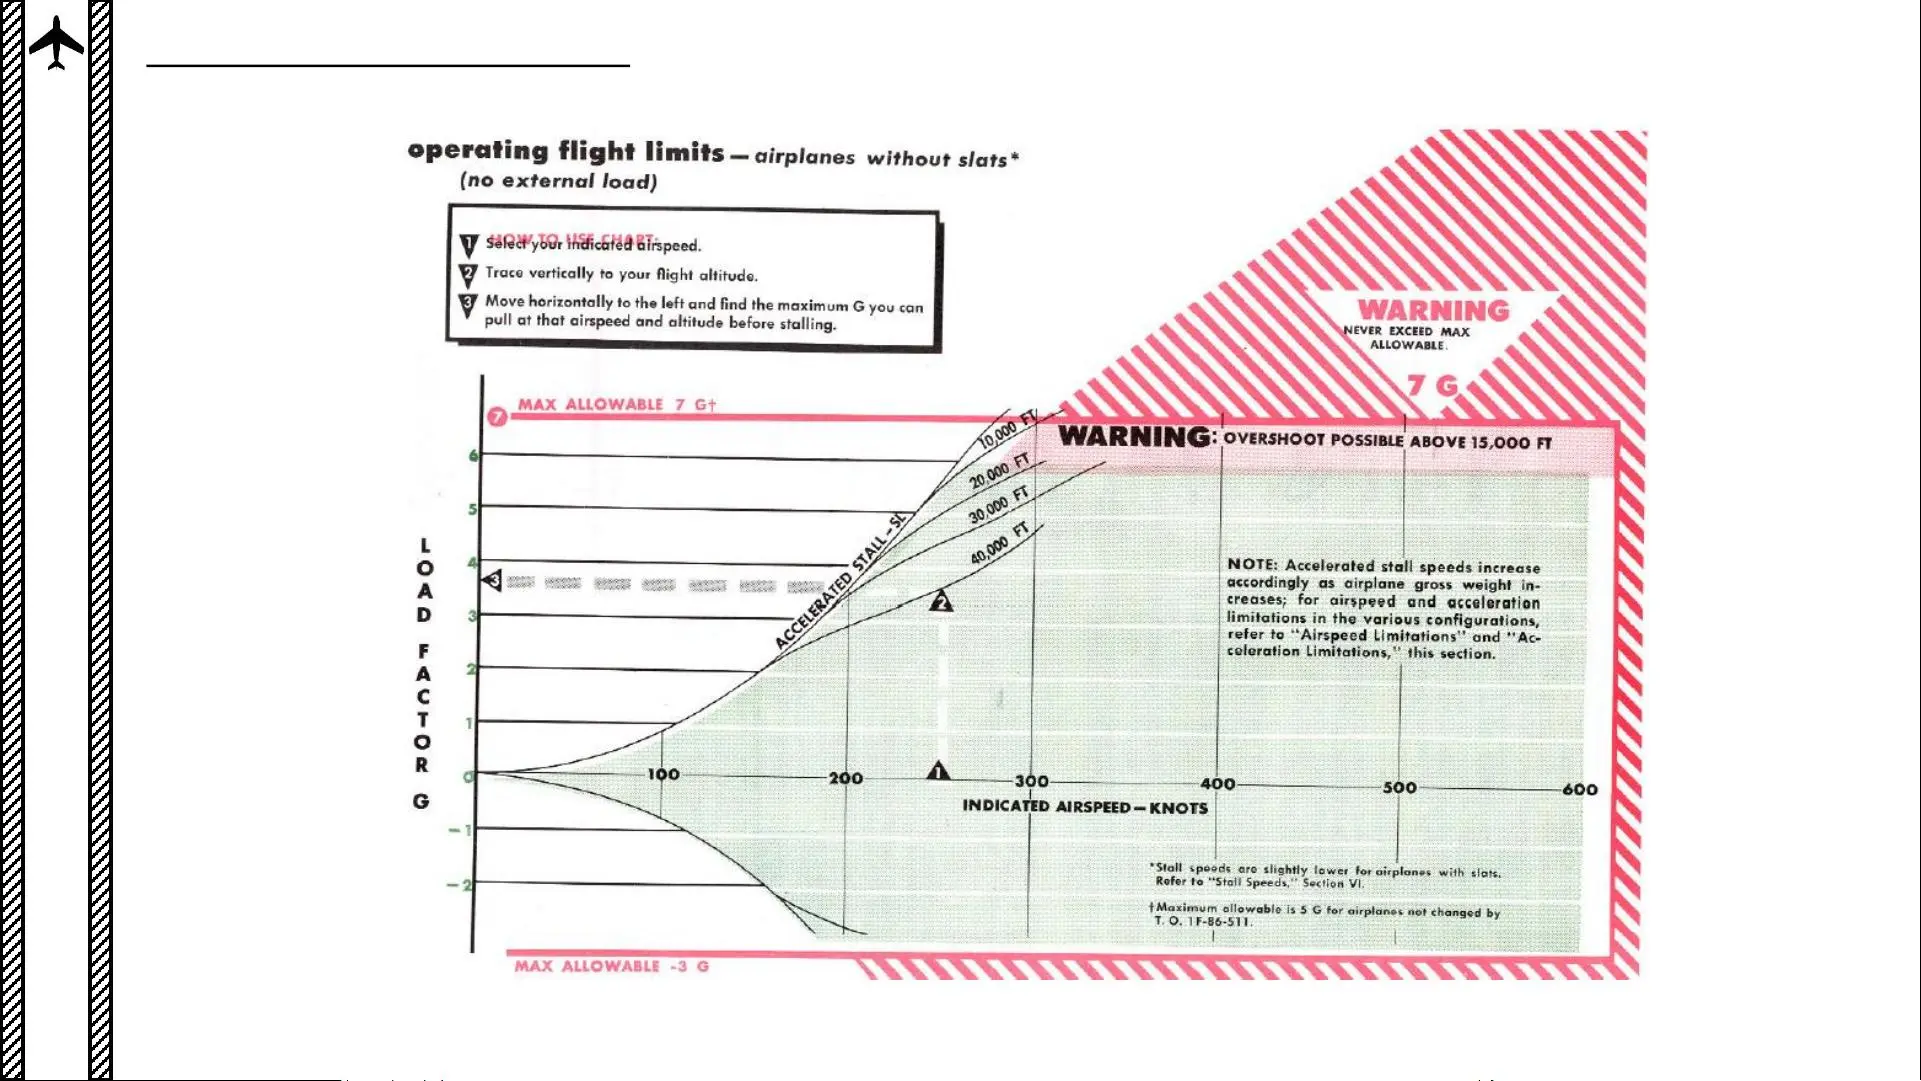 operating flight limits — airplanes without slats*
(no external load)
HOW TO USE CHART:
1 Select your indicated airspeed.
2 Trace vertically to your flight altitude.
3 Move horizontally to the left and find the maximum G you can
pull at that airspeed and altitude before stalling.
WARNING
NEVER EXCEED MAX
ALLOWABLE.
7 G
7 MAX ALLOWABLE 7 G†
WARNING: OVERSHOOT POSSIBLE ABOVE 15,000 FT
10,000 FT
20,000 FT
30,000 FT
40,000 FT
ACCELERATED STALL – SL
LOAD FACTOR G
6
5
4
3
2
1
0
–1
–2
3
2
1
NOTE: Accelerated stall speeds increase
accordingly as airplane gross weight in-
creases; for airspeed and acceleration
limitations in the various configurations,
refer to "Airspeed Limitations" and "Ac-
celeration Limitations," this section.
100 200 300 400 500 600
INDICATED AIRSPEED — KNOTS
*Stall speeds are slightly lower for airplanes with slats.
Refer to "Stall Speeds," Section VI.
†Maximum allowable is 5 G for airplanes not changed by
T. O. 1F-86-511.
MAX ALLOWABLE -3 G